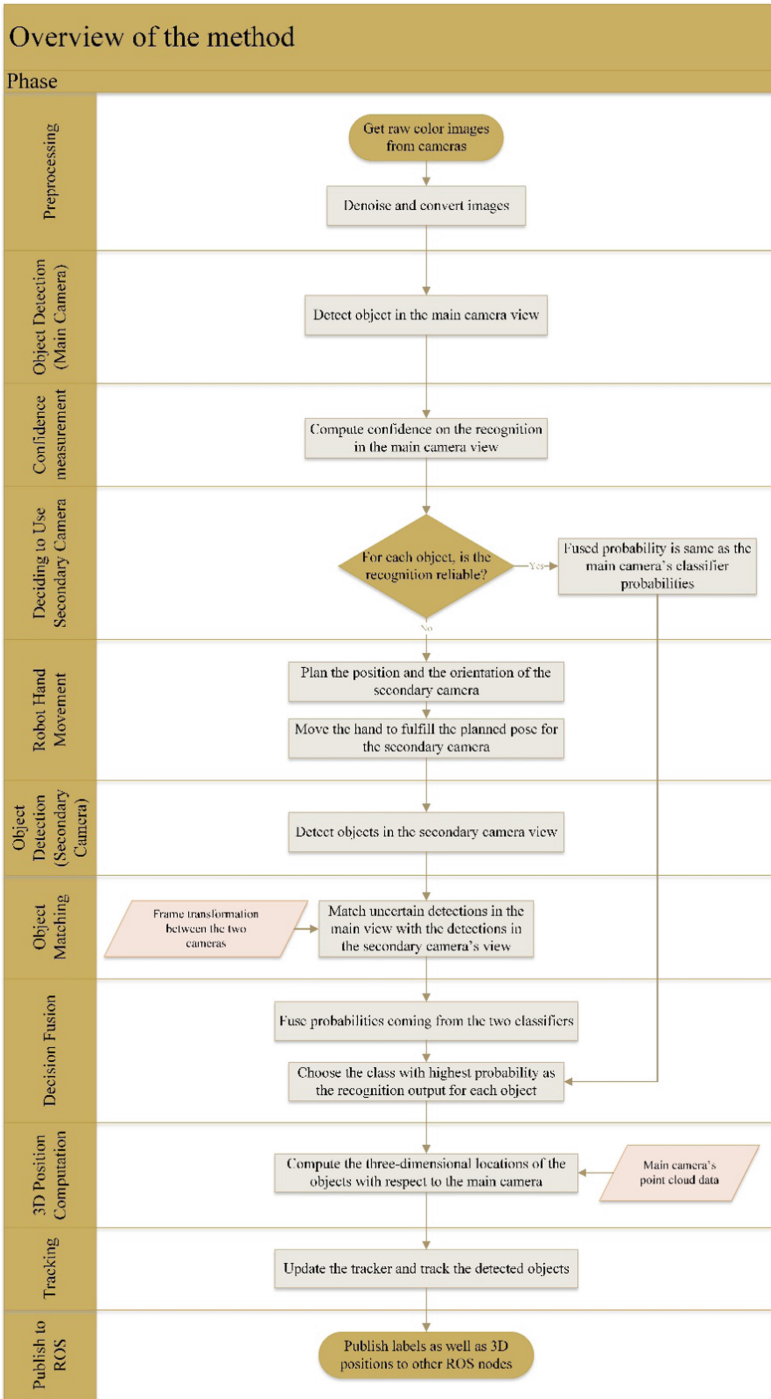 Overview of the method
Phase
Preprocessing
Get raw color images
from cameras
Denoise and convert images
Object Detection
(Main Camera)
Detect object in the main camera view
Confidence
measurement
Compute confidence on the recognition
in the main camera view
Deciding to Use
Secondary Camera
For each object, is the
recognition reliable?
Yes
Fused probability is same as the
main camera's classifier
probabilities
No
Robot Hand
Movement
Plan the position and the orientation of the
secondary camera
Move the hand to fulfill the planned pose for
the secondary camera
Object
Detection
(Secondary
Camera)
Detect objects in the secondary camera view
Object
Matching
Frame transformation
between the two
cameras
Match uncertain detections in the
main view with the detections in
the secondary camera's view
Decision Fusion
Fuse probabilities coming from the two classifiers
Choose the class with highest probability as
the recognition output for each object
3D Position
Computation
Compute the three-dimensional locations of the
objects with respect to the main camera
Main camera's
point cloud data
Tracking
Update the tracker and track the detected objects
Publish to
ROS
Publish labels as well as 3D
positions to other ROS nodes